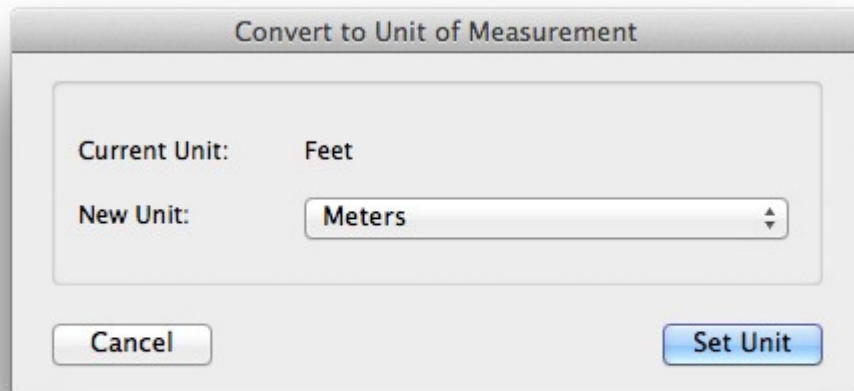 Convert to Unit of Measurement
Current Unit: Feet
New Unit: Meters
Cancel Set Unit